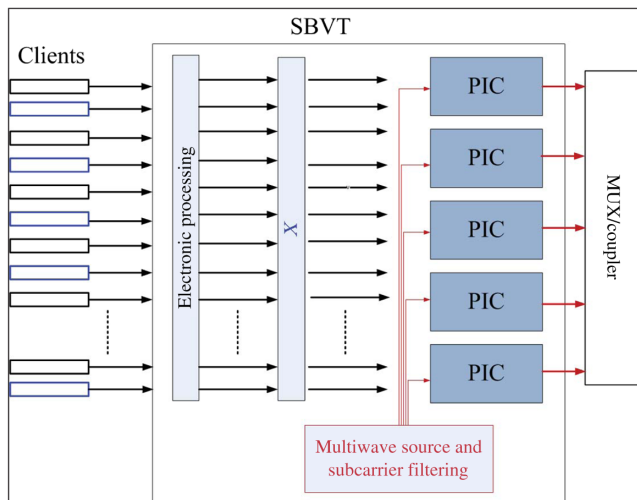 SBVT
Clients
Electronic processing
X
PIC
PIC
PIC
PIC
PIC
MUX/coupler
Multiwave source and
subcarrier filtering